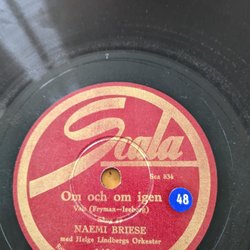 Scala
Sca 834
Om och om igen
Vals (Fryman—Iseborg)
48
NAEMI BRIESE
med Helge Lindbergs Orkester